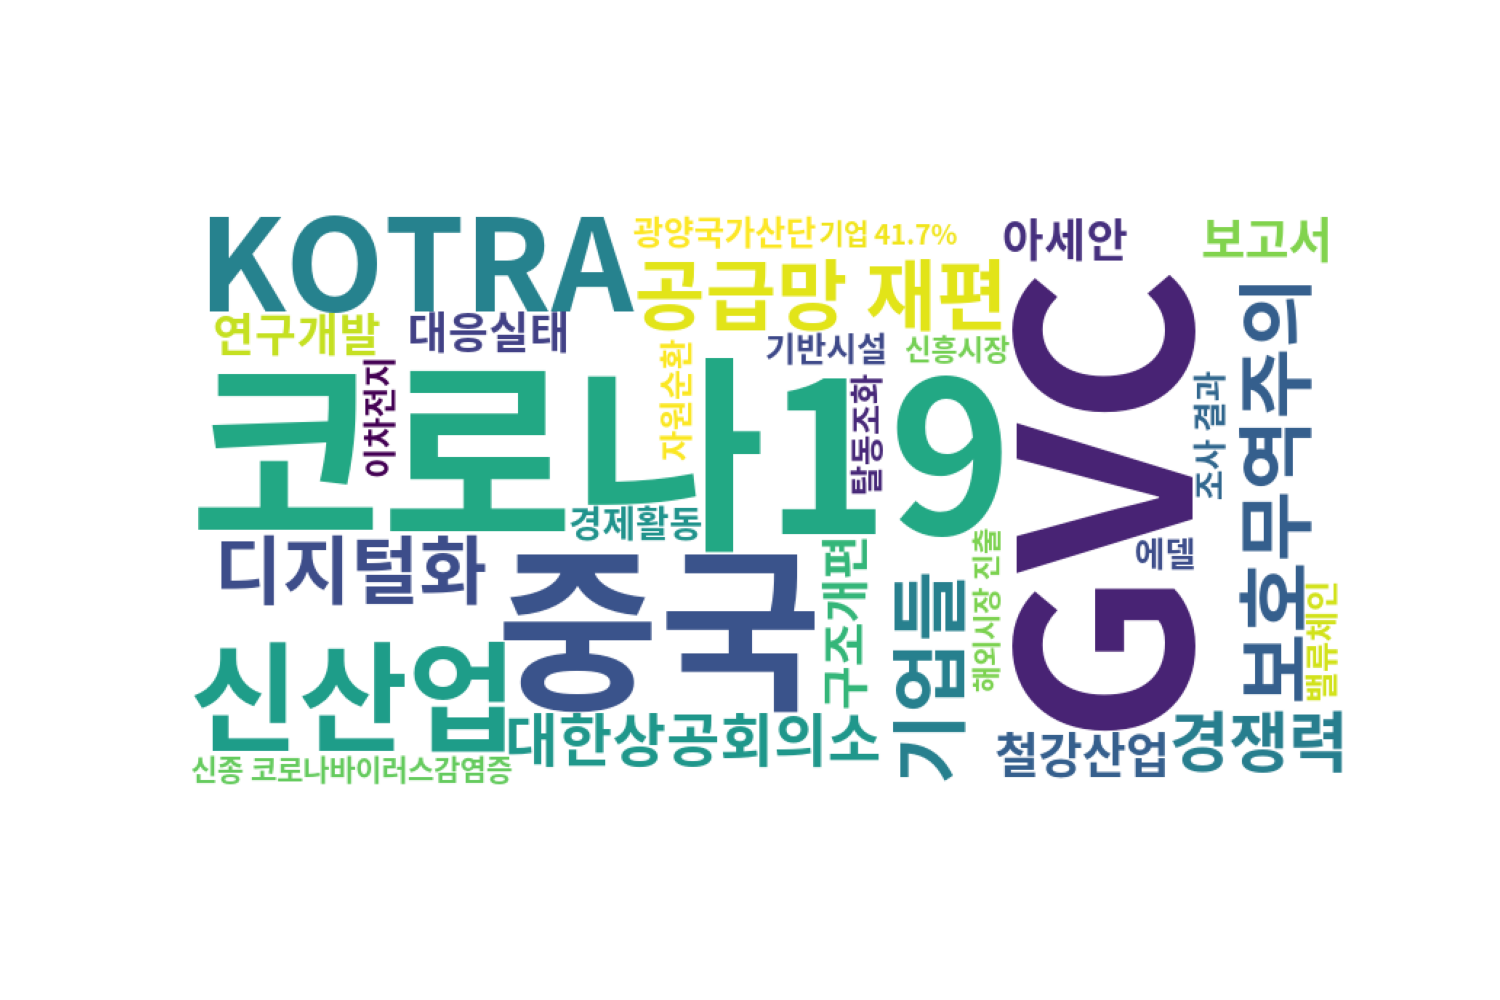 KOTRA
광양국가산단
기업 41.7%
아세안
보고서
공급망 재편
연구개발
대응실태
기반시설
신흥시장
자원순환
이차전지
탈동조화
코로나19
GVC
조사 결과
보호무역주의
경제활동
디지털화
중국
구조개편
기업들
해외시장 진출
에델
밸류체인
신산업
대한상공회의소
철강산업
경쟁력
신종 코로나바이러스감염증